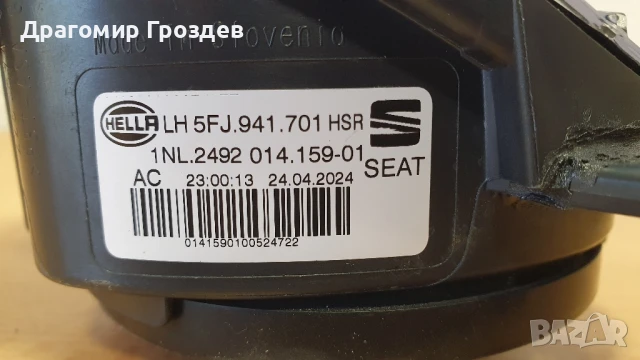 Драгомир Гроздев
Made in Slovenia
HELLA LH 5FJ.941.701 HSR
1NL.2492 014.159-01
AC 23:00:13 24.04.2024 SEAT
0141590100524722
BAZAR